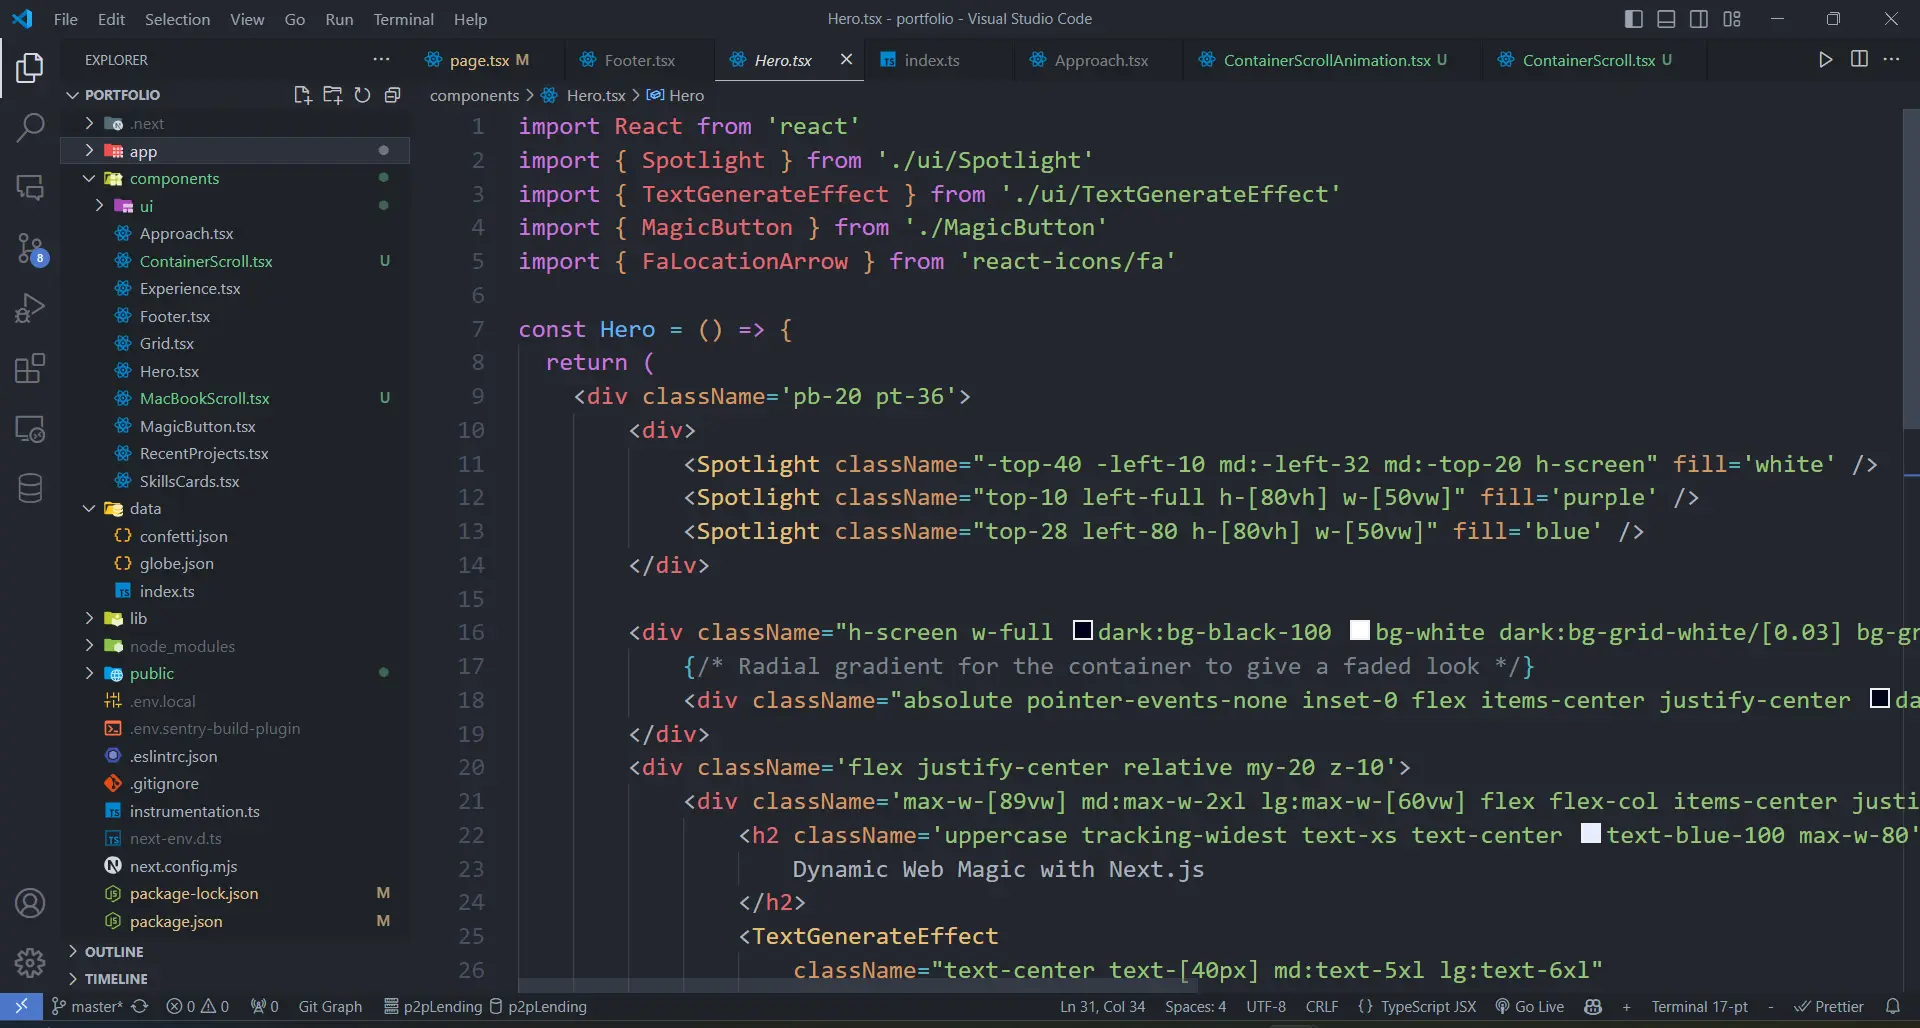 File Edit Selection View Go Run Terminal Help
Hero.tsx - portfolio - Visual Studio Code
EXPLORER
PORTFOLIO
.next
app
components
ui
Approach.tsx
ContainerScroll.tsx U
Experience.tsx
Footer.tsx
Grid.tsx
Hero.tsx
MacBookScroll.tsx U
MagicButton.tsx
RecentProjects.tsx
SkillsCards.tsx
data
confetti.json
globe.json
index.ts
lib
node_modules
public
.env.local
.env.sentry-build-plugin
.eslintrc.json
.gitignore
instrumentation.ts
next-env.d.ts
next.config.mjs
package-lock.json M
package.json M
OUTLINE
TIMELINE
8
page.tsx M Footer.tsx Hero.tsx index.ts Approach.tsx ContainerScrollAnimation.tsx U ContainerScroll.tsx U
components > Hero.tsx > Hero
1 import React from 'react'
2 import { Spotlight } from './ui/Spotlight'
3 import { TextGenerateEffect } from './ui/TextGenerateEffect'
4 import { MagicButton } from './MagicButton'
5 import { FaLocationArrow } from 'react-icons/fa'
6
7 const Hero = () => {
8 return (
9 <div className='pb-20 pt-36'>
10 <div>
11 <Spotlight className="-top-40 -left-10 md:-left-32 md:-top-20 h-screen" fill='white' />
12 <Spotlight className="top-10 left-full h-[80vh] w-[50vw]" fill='purple' />
13 <Spotlight className="top-28 left-80 h-[80vh] w-[50vw]" fill='blue' />
14 </div>
15
16 <div className="h-screen w-full dark:bg-black-100 bg-white dark:bg-grid-white/[0.03] bg-gr
17 {/* Radial gradient for the container to give a faded look */}
18 <div className="absolute pointer-events-none inset-0 flex items-center justify-center da
19 </div>
20 <div className='flex justify-center relative my-20 z-10'>
21 <div className='max-w-[89vw] md:max-w-2xl lg:max-w-[60vw] flex flex-col items-center justi
22 <h2 className='uppercase tracking-widest text-xs text-center text-blue-100 max-w-80'
23 Dynamic Web Magic with Next.js
24 </h2>
25 <TextGenerateEffect
26 className="text-center text-[40px] md:text-5xl lg:text-6xl"
master* 0 0 0 Git Graph p2pLending p2pLending Ln 31, Col 34 Spaces: 4 UTF-8 CRLF {} TypeScript JSX Go Live + Terminal 17-pt - Prettier